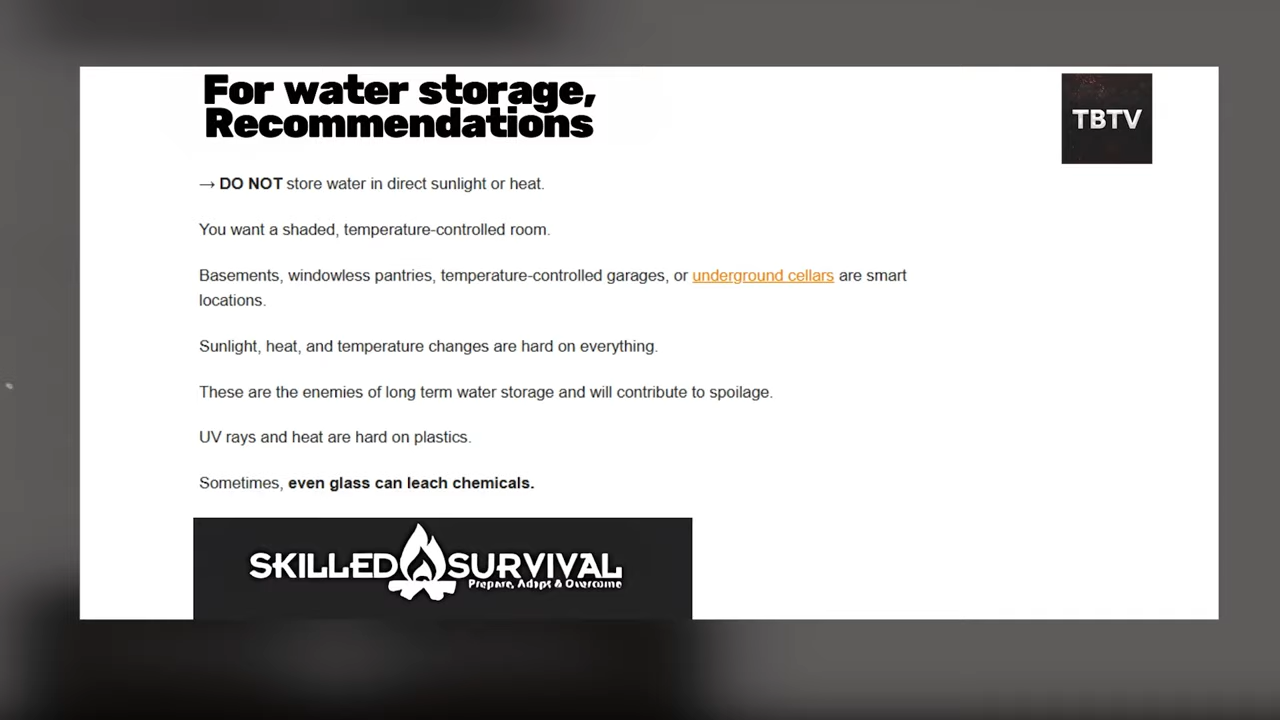 For water storage,
Recommendations
TBTV
→ DO NOT store water in direct sunlight or heat.
You want a shaded, temperature-controlled room.
Basements, windowless pantries, temperature-controlled garages, or underground cellars are smart
locations.
Sunlight, heat, and temperature changes are hard on everything.
These are the enemies of long term water storage and will contribute to spoilage.
UV rays and heat are hard on plastics.
Sometimes, even glass can leach chemicals.
SKILLED SURVIVAL
Prepare, Adapt & Overcome